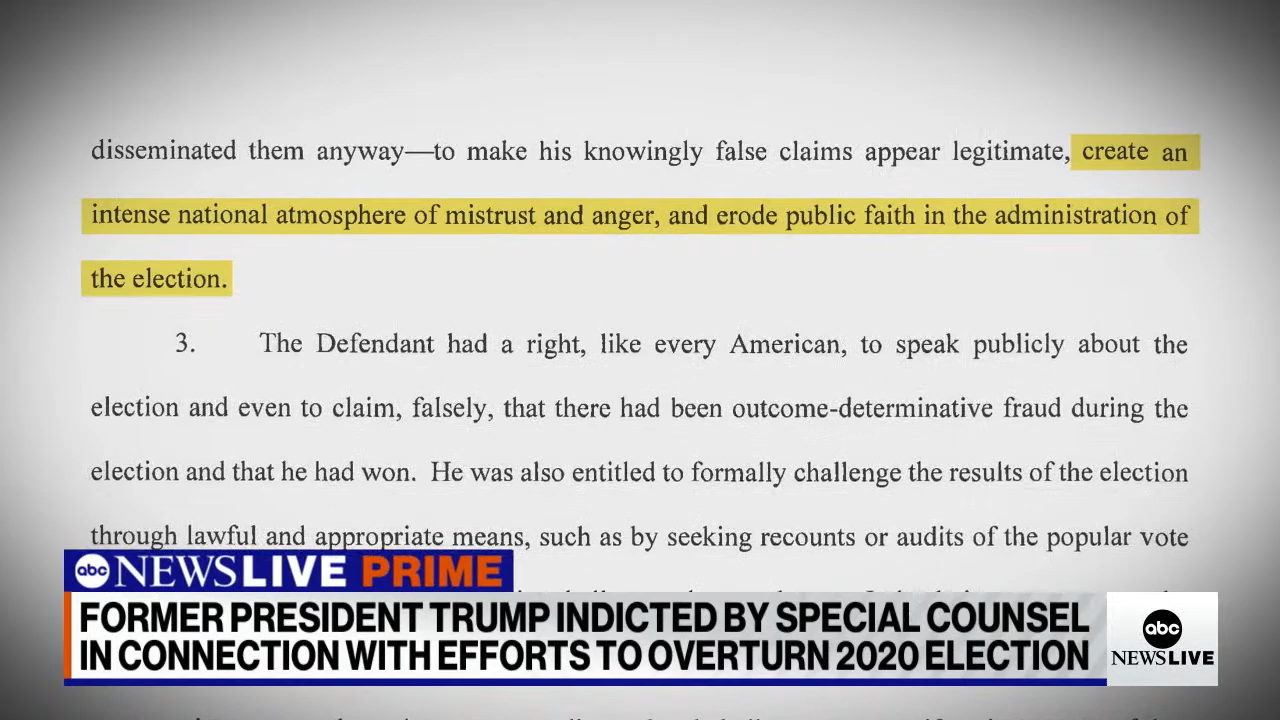 disseminated them anyway—to make his knowingly false claims appear legitimate, create an
intense national atmosphere of mistrust and anger, and erode public faith in the administration of
the election.
3. The Defendant had a right, like every American, to speak publicly about the
election and even to claim, falsely, that there had been outcome-determinative fraud during the
election and that he had won. He was also entitled to formally challenge the results of the election
through lawful and appropriate means, such as by seeking recounts or audits of the popular vote
abc NEWS LIVE PRIME
FORMER PRESIDENT TRUMP INDICTED BY SPECIAL COUNSEL
IN CONNECTION WITH EFFORTS TO OVERTURN 2020 ELECTION
abc
NEWS LIVE